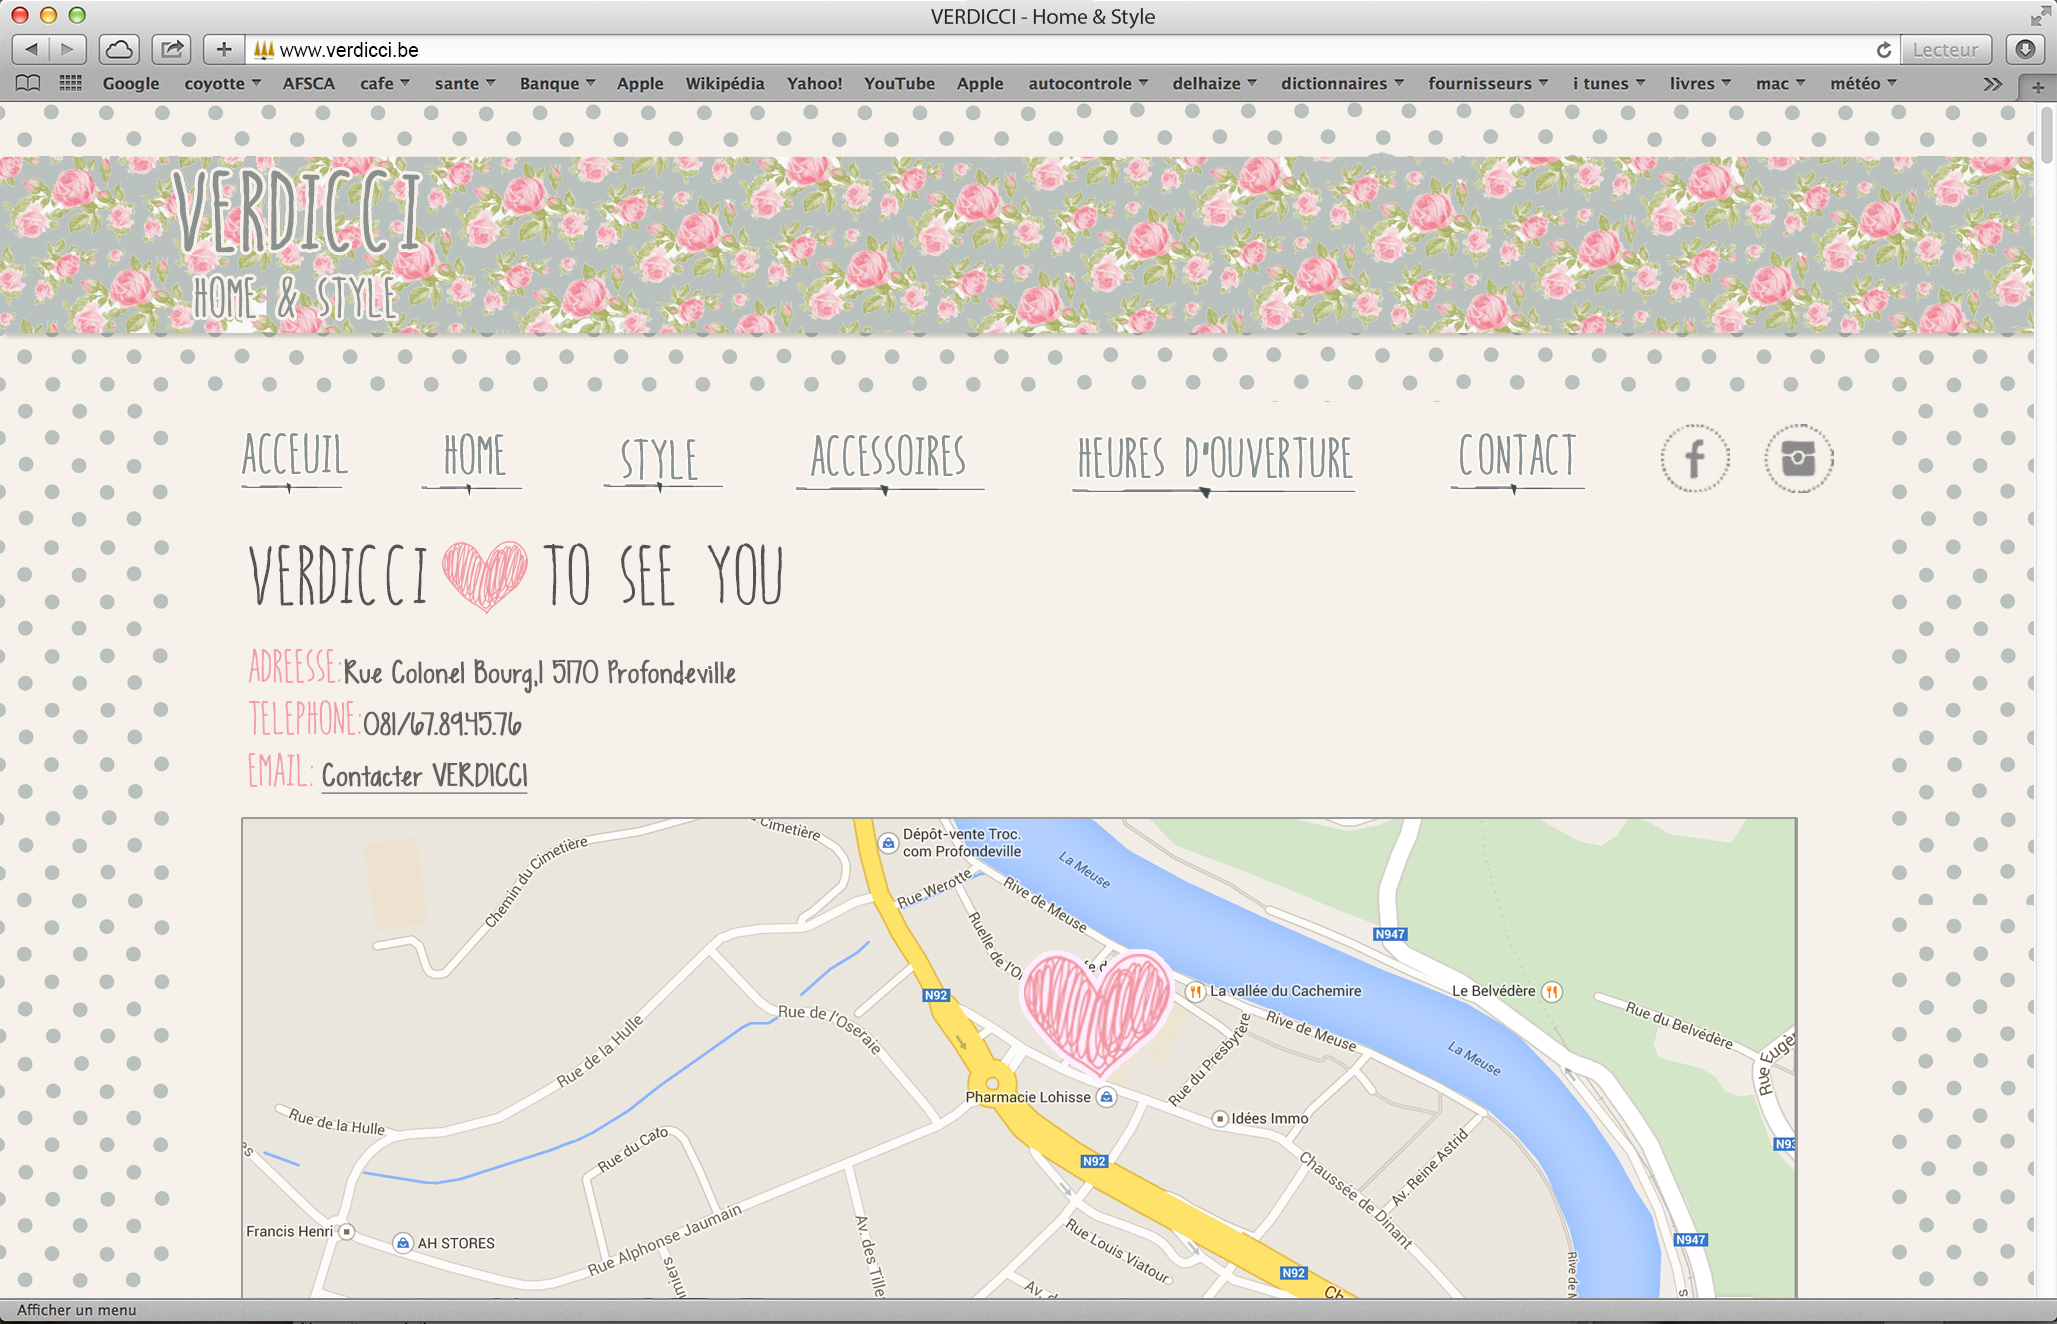 VERDICCI - Home & Style
www.verdicci.be
Lecteur
Google coyotte AFSCA cafe sante Banque Apple Wikipédia Yahoo! YouTube Apple autocontrole delhaize dictionnaires fournisseurs i tunes livres mac météo
VERDICCI
HOME & STYLE
ACCEUIL HOME STYLE ACCESSOIRES HEURES D'OUVERTURE CONTACT
VERDICCI TO SEE YOU
ADREESSE: Rue Colonel Bourg,1 5170 Profondeville
TELEPHONE: 081/67.89.45.76
EMAIL: Contacter VERDICCI
Cimetière
Dépôt-vente Troc.
com Profondeville
La Meuse
Chemin du Cimetière
Rue Werotte
Rive de Meuse
Ruelle de l'O
N947
N92
La vallée du Cachemire
Le Belvédère
Rue du Belvédère
Rue de l'Oseraie
Rive de Meuse
Rue de la Hulle
Rue du Presbytère
La Meuse
Rue Eugè
Pharmacie Lohisse
Idées Immo
Rue de la Hulle
Rue du Cafo
N92
Av. Reine Astrid
N93
Chaussée de Dinant
Francis Henri
AH STORES
Rue Alphonse Jaumain
Av. des Tille
Rue Louis Viatour
N947
N92
Rive de M
niers
Av. d
Ch
Afficher un menu